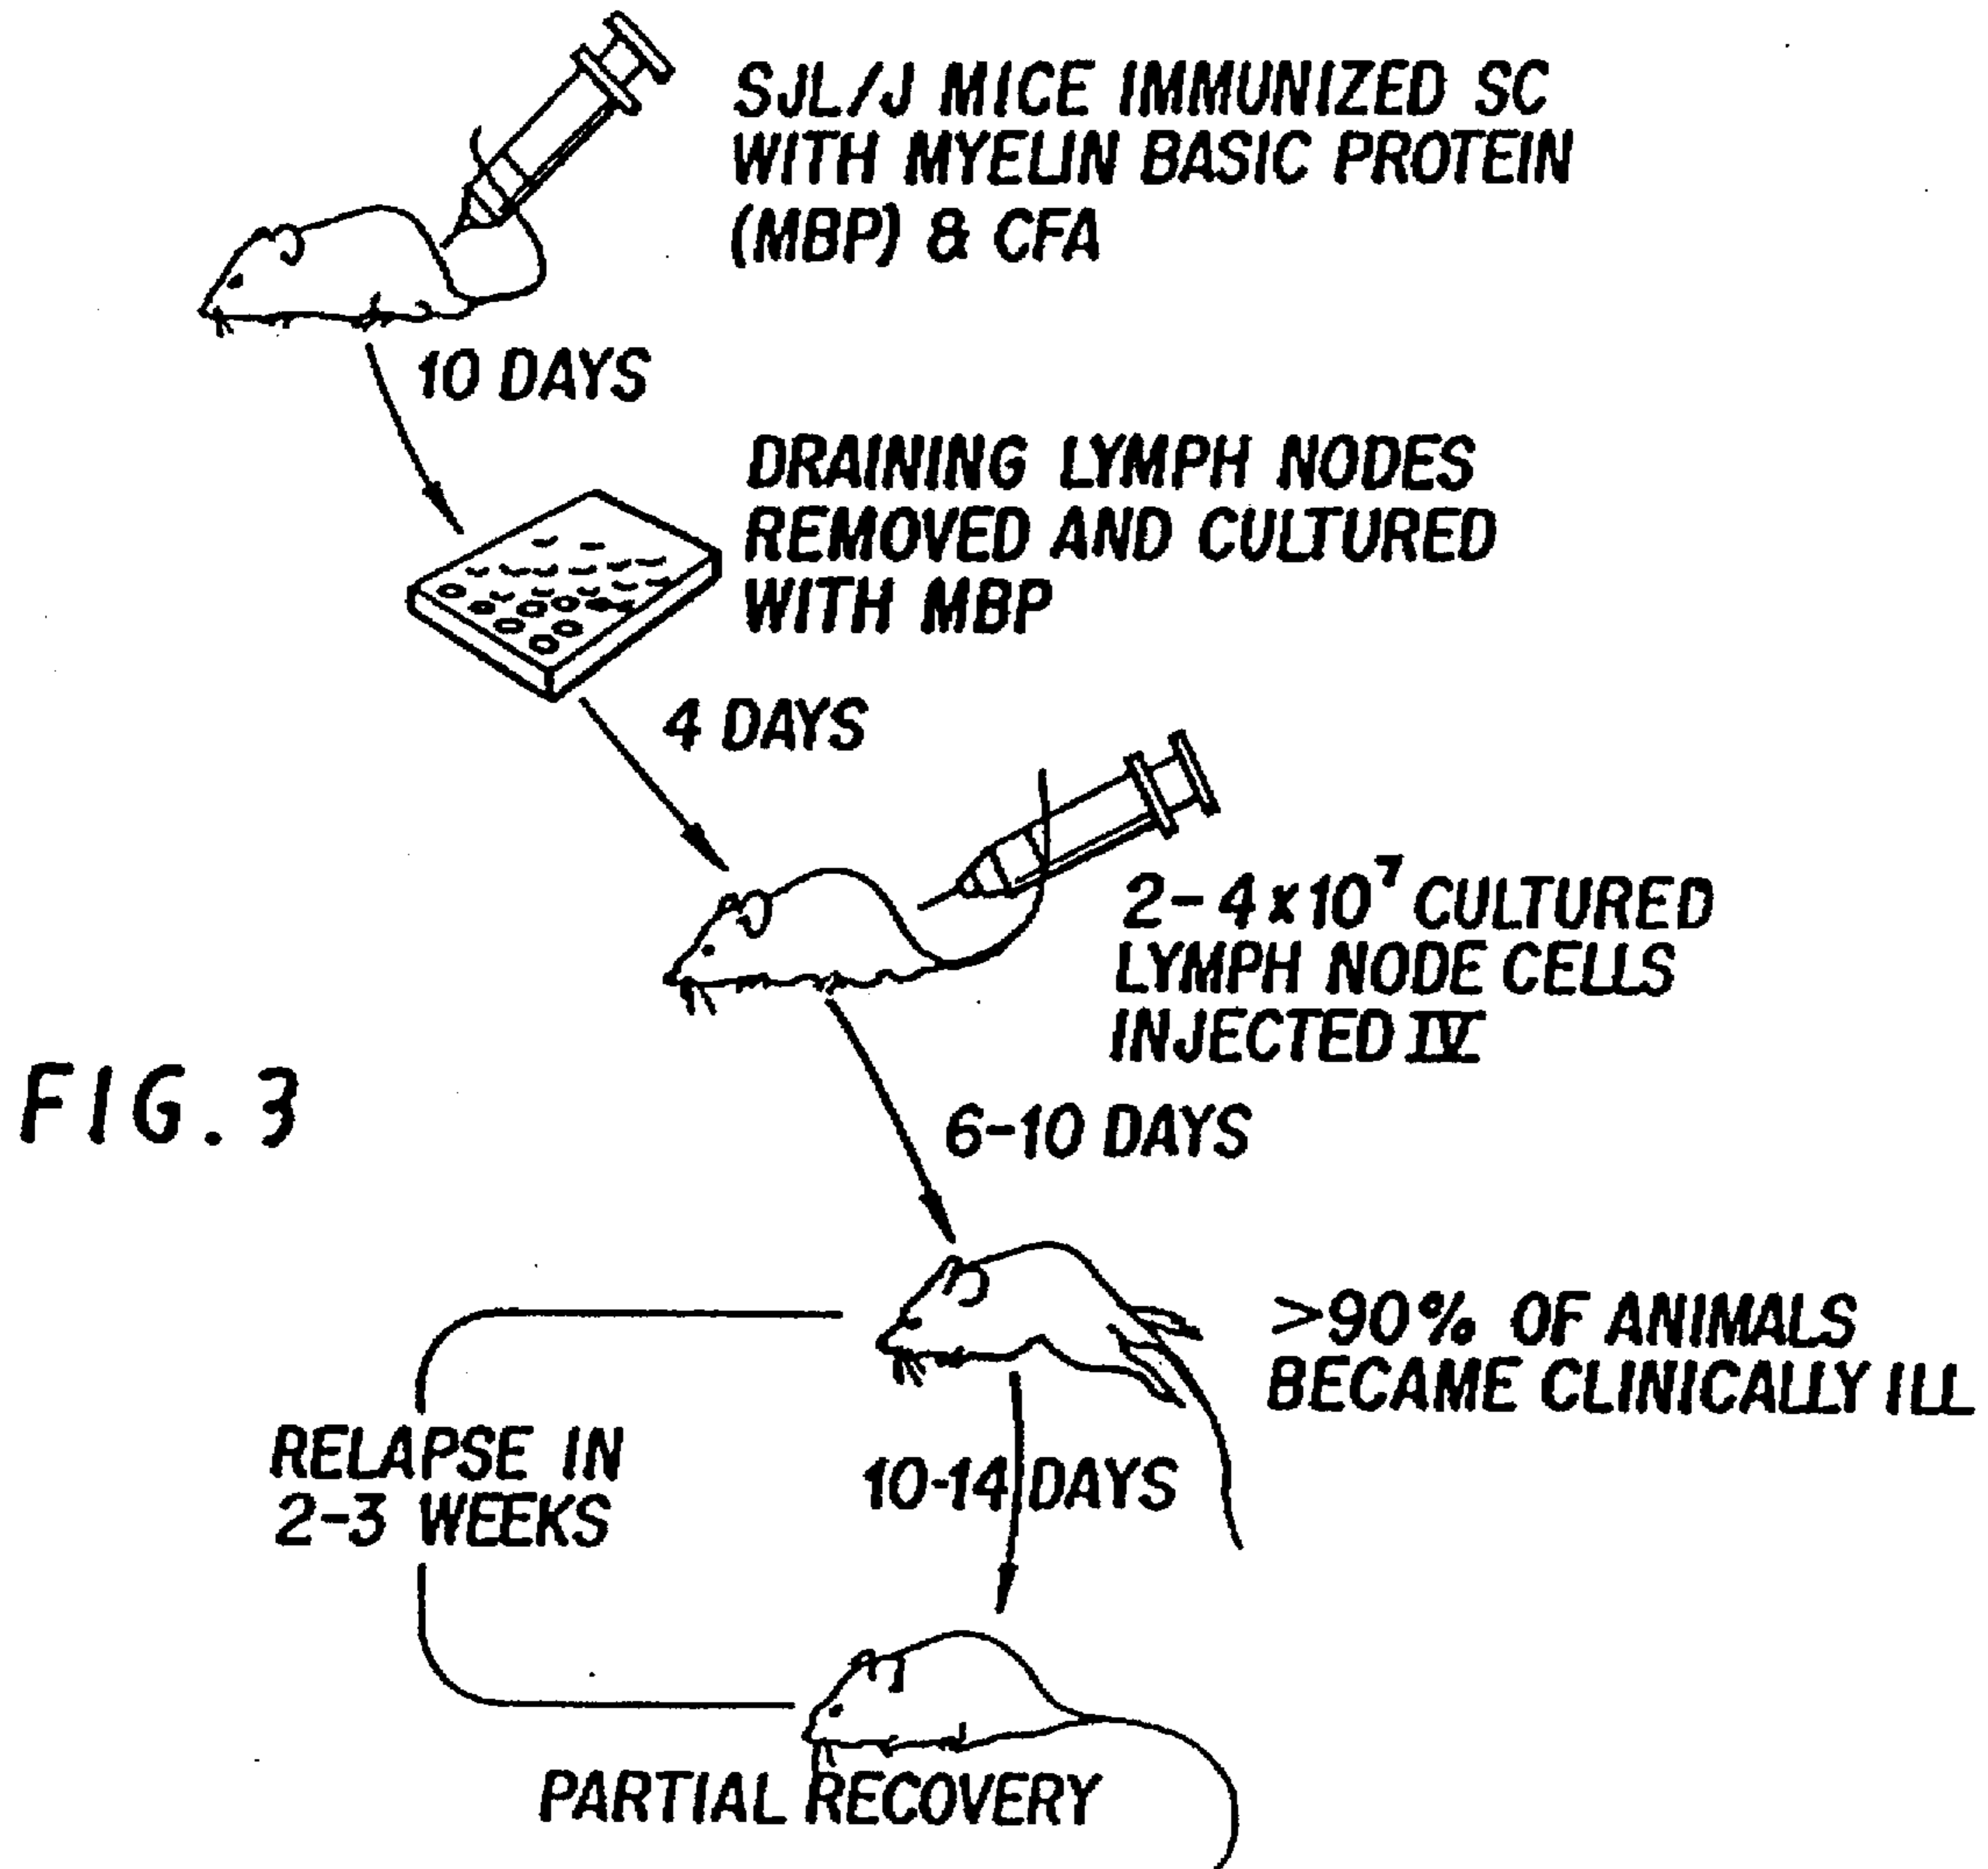 SJL/J MICE IMMUNIZED SC
WITH MYELIN BASIC PROTEIN
(MBP) & CFA
10 DAYS
DRAINING LYMPH NODES
REMOVED AND CULTURED
WITH MBP
4 DAYS
2-4x10⁷ CULTURED
LYMPH NODE CELLS
INJECTED IV
FIG. 3
6-10 DAYS
>90% OF ANIMALS
BECAME CLINICALLY ILL
RELAPSE IN
2-3 WEEKS
10-14 DAYS
PARTIAL RECOVERY